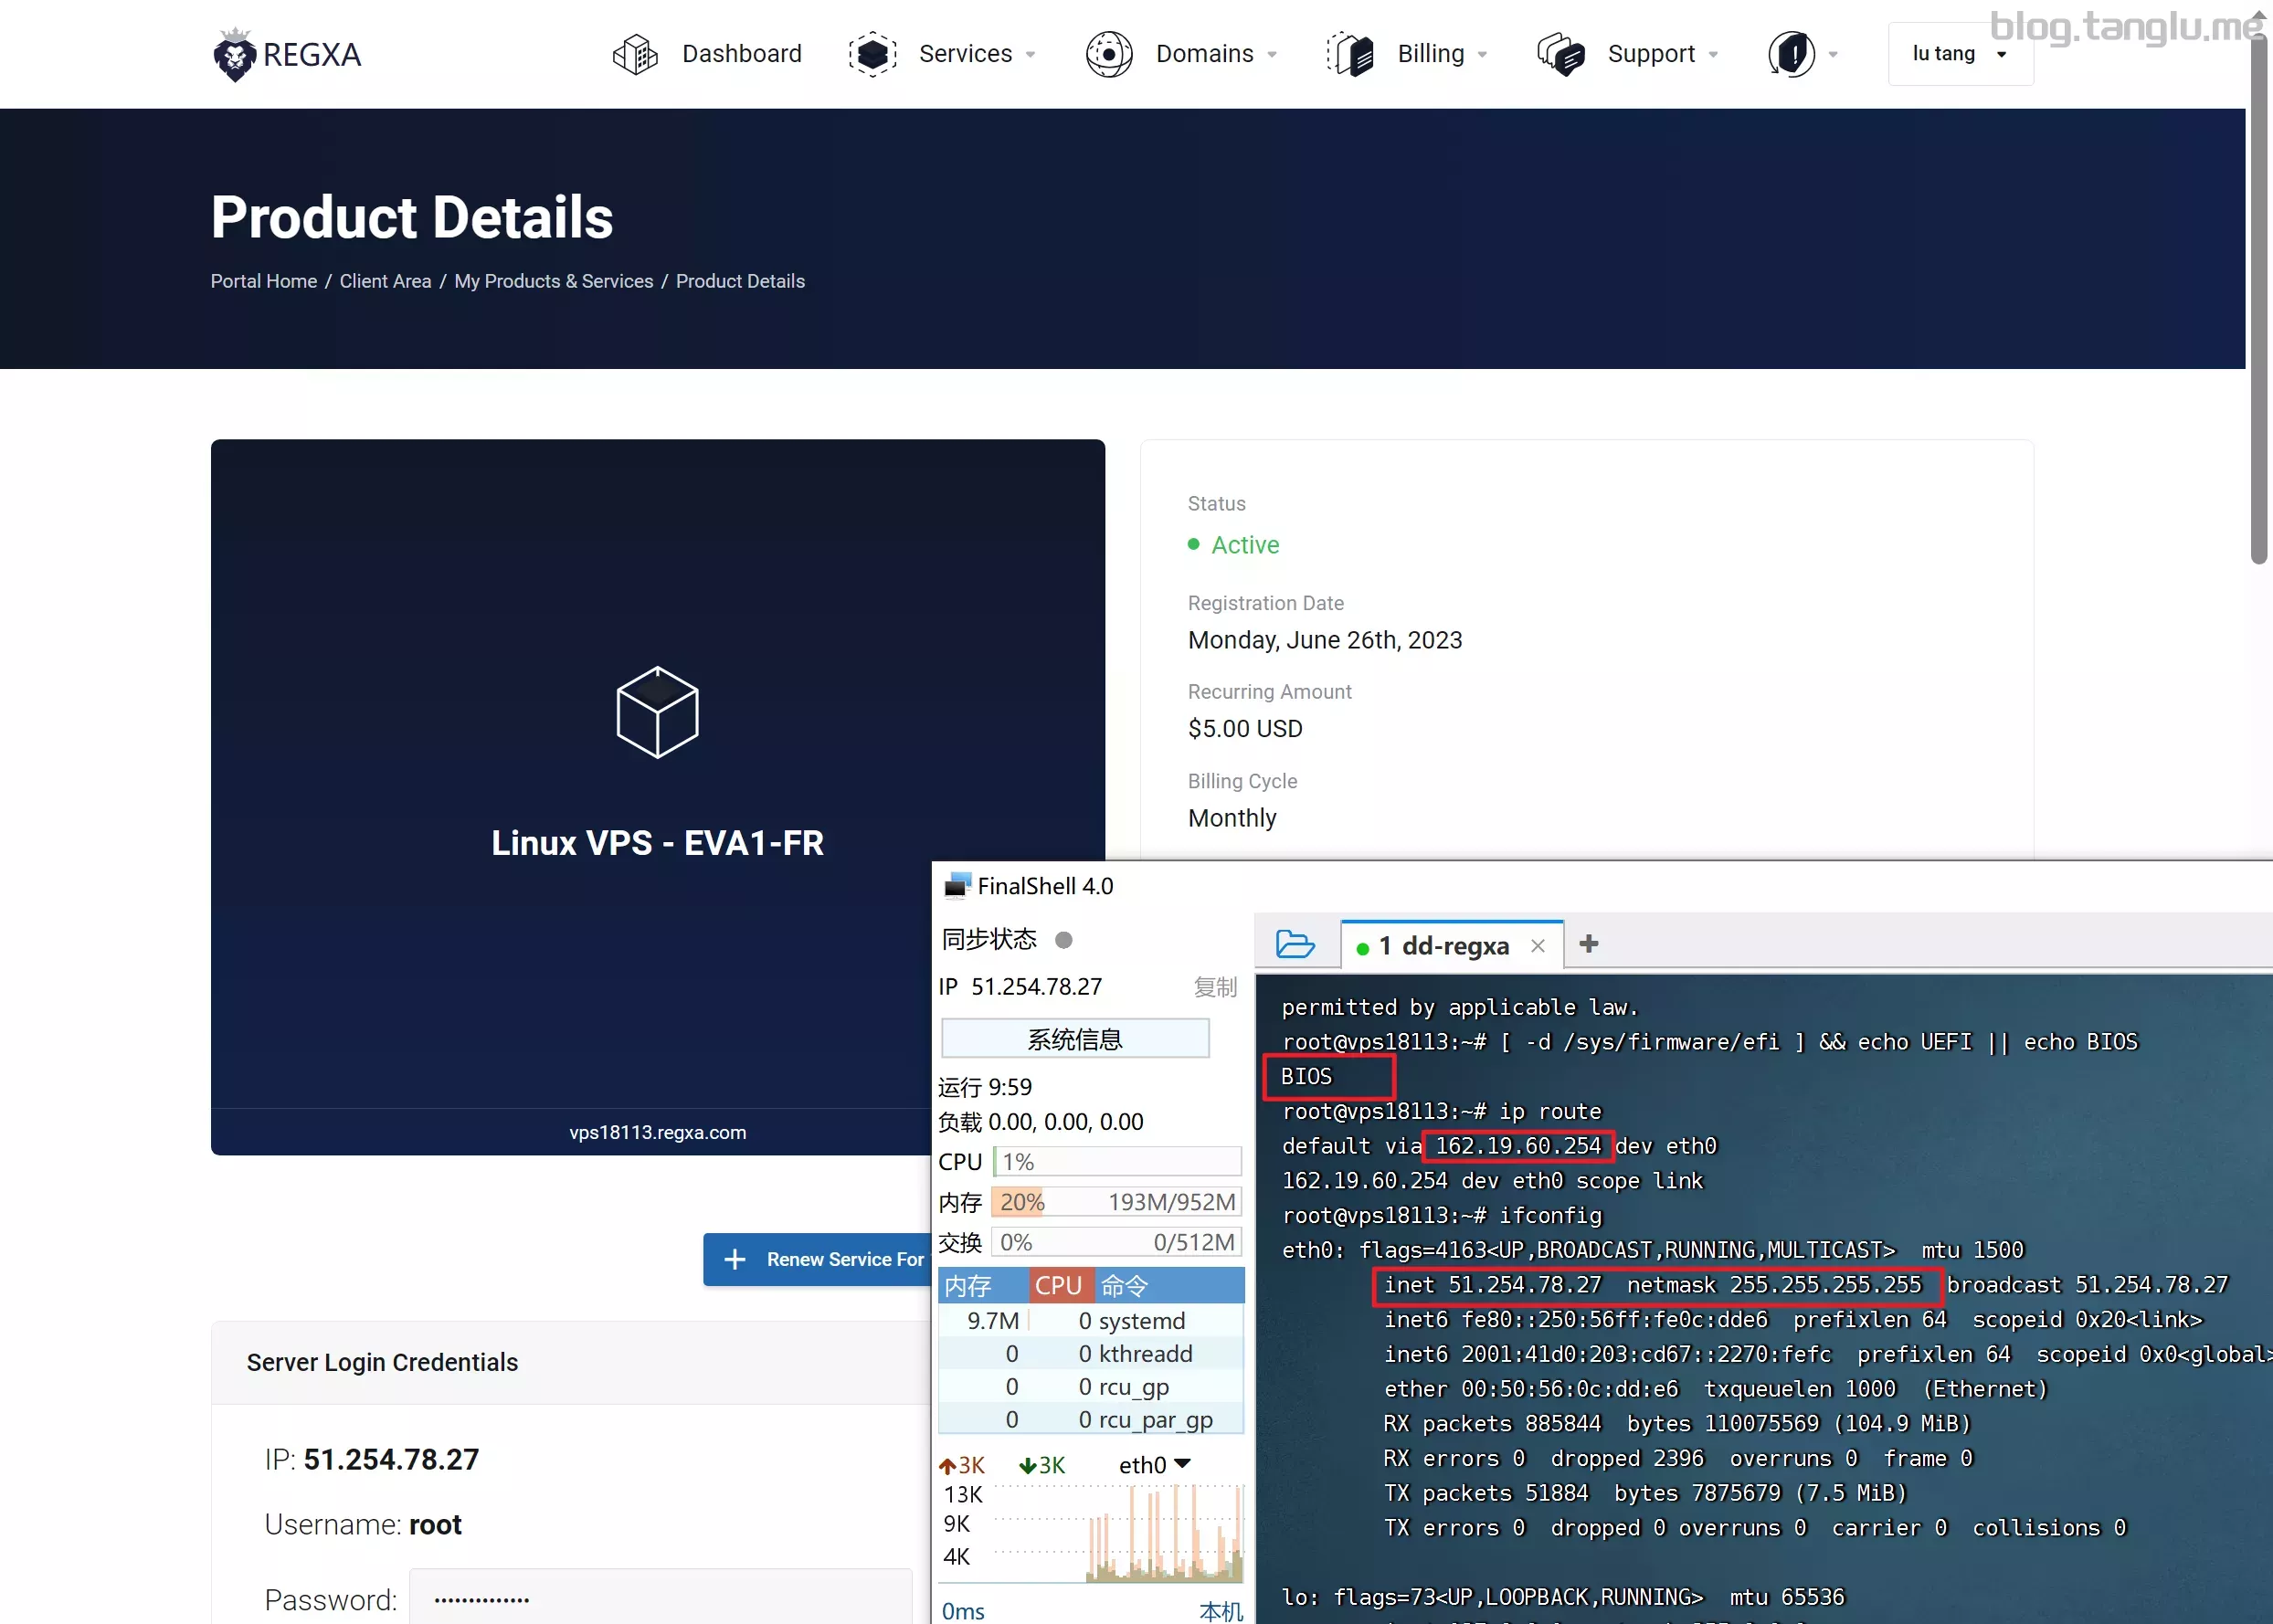 blog.tanglu.me
REGXA
Dashboard
Services
Domains
Billing
Support
lu tang
Product Details
Portal Home / Client Area / My Products & Services / Product Details
Linux VPS - EVA1-FR
vps18113.regxa.com
Status
Active
Registration Date
Monday, June 26th, 2023
Recurring Amount
$5.00 USD
Billing Cycle
Monthly
Renew Service For
Server Login Credentials
IP: 51.254.78.27
Username: root
Password: ••••••••••••••
FinalShell 4.0
同步状态
IP 51.254.78.27 复制
系统信息
运行 9:59
负载 0.00, 0.00, 0.00
CPU 1%
内存 20% 193M/952M
交换 0% 0/512M
内存 CPU 命令
9.7M 0 systemd
0 0 kthreadd
0 0 rcu_gp
0 0 rcu_par_gp
3K 3K eth0
13K
9K
4K
0ms 本机
1 dd-regxa
permitted by applicable law.
root@vps18113:~# [ -d /sys/firmware/efi ] && echo UEFI || echo BIOS
BIOS
root@vps18113:~# ip route
default via 162.19.60.254 dev eth0
162.19.60.254 dev eth0 scope link
root@vps18113:~# ifconfig
eth0: flags=4163<UP,BROADCAST,RUNNING,MULTICAST>  mtu 1500
inet 51.254.78.27  netmask 255.255.255.255  broadcast 51.254.78.27
inet6 fe80::250:56ff:fe0c:dde6  prefixlen 64  scopeid 0x20<link>
inet6 2001:41d0:203:cd67::2270:fefc  prefixlen 64  scopeid 0x0<global>
ether 00:50:56:0c:dd:e6  txqueuelen 1000  (Ethernet)
RX packets 885844  bytes 110075569 (104.9 MiB)
RX errors 0  dropped 2396  overruns 0  frame 0
TX packets 51884  bytes 7875679 (7.5 MiB)
TX errors 0  dropped 0 overruns 0  carrier 0  collisions 0
lo: flags=73<UP,LOOPBACK,RUNNING>  mtu 65536